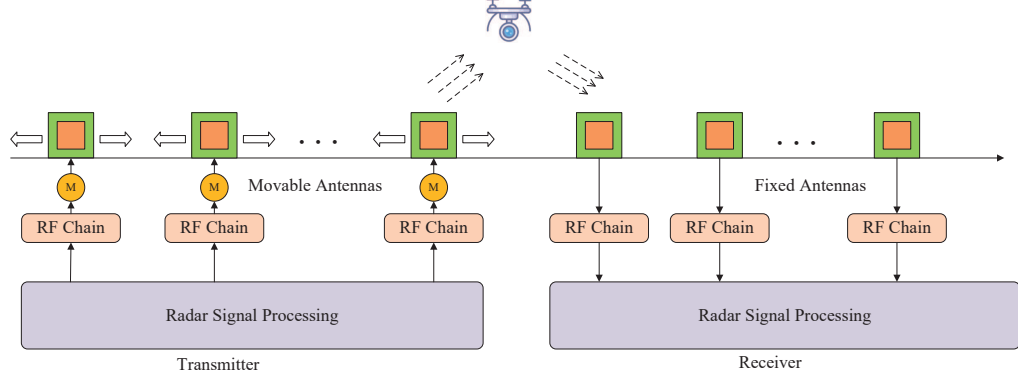 . . .
. . .
M
M
M
Movable Antennas
Fixed Antennas
RF Chain
RF Chain
RF Chain
RF Chain
RF Chain
RF Chain
Radar Signal Processing
Radar Signal Processing
Transmitter
Receiver